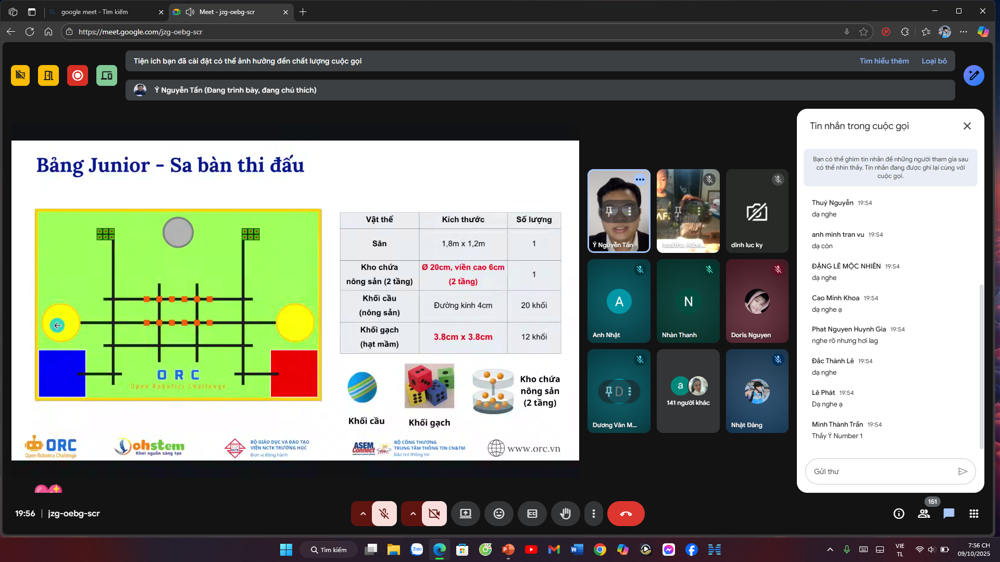 google meet - Tìm kiếm
Meet - jzg-oebg-scr
https://meet.google.com/jzg-oebg-scr
Tiện ích bạn đã cài đặt có thể ảnh hưởng đến chất lượng cuộc gọi
Tìm hiểu thêm
Loại bỏ
Ý Nguyễn Tấn (Đang trình bày, đang chú thích)
Bảng Junior - Sa bàn thi đấu
ORC
Open Robotics Challenge
Vật thể Kích thước Số lượng
Sân 1,8m x 1,2m 1
Kho chứa
nông sản (2 tầng)
Ø 20cm, viền cao 6cm
(2 tầng)
1
Khối cầu
(nông sản)
Đường kính 4cm
20 khối
Khối gạch
(hạt mầm)
3.8cm x 3.8cm
12 khối
Khối cầu
Khối gạch
Kho chứa
nông sản
(2 tầng)
ORC
Open Robotics Challenge
ohstem
Khơi nguồn sáng tạo
NCTK
BỘ GIÁO DỤC VÀ ĐÀO TẠO
VIỆN NCTK TRƯỜNG HỌC
Đơn vị đồng hành
ASEM
Connect
BỘ CÔNG THƯƠNG
TRUNG TÂM THÔNG TIN CN&TM
Bảo trợ thông tin
www.orc.vn
Ý Nguyễn Tấn
hoaithu Asbe...
dinh luc ky
A
Anh Nhật
N
Nhàn Thanh
Doris Nguyen
D
Dương Văn M...
a
141 người khác
Nhật Đăng
Tin nhắn trong cuộc gọi
Bạn có thể ghim tin nhắn để những người tham gia sau
có thể nhìn thấy. Tin nhắn đang được ghi lại cùng với
cuộc gọi.
Thuý Nguyễn 19:54
dạ nghe
anh minh tran vu 19:54
dạ còn
ĐẶNG LÊ MỘC NHIÊN 19:54
dạ nghe
Cao Minh Khoa 19:54
dạ nghe ạ
Phat Nguyen Huynh Gia 19:54
nghe rõ nhưng hơi lag
Đắc Thành Lê 19:54
dạ nghe
Lê Phát 19:54
Dạ nghe ạ
Minh Thành Trần 19:54
Thầy Ý Number 1
Gửi thư
19:56 | jzg-oebg-scr
151
Tìm kiếm
Zalo
VIE
TL
7:56 CH
09/10/2025